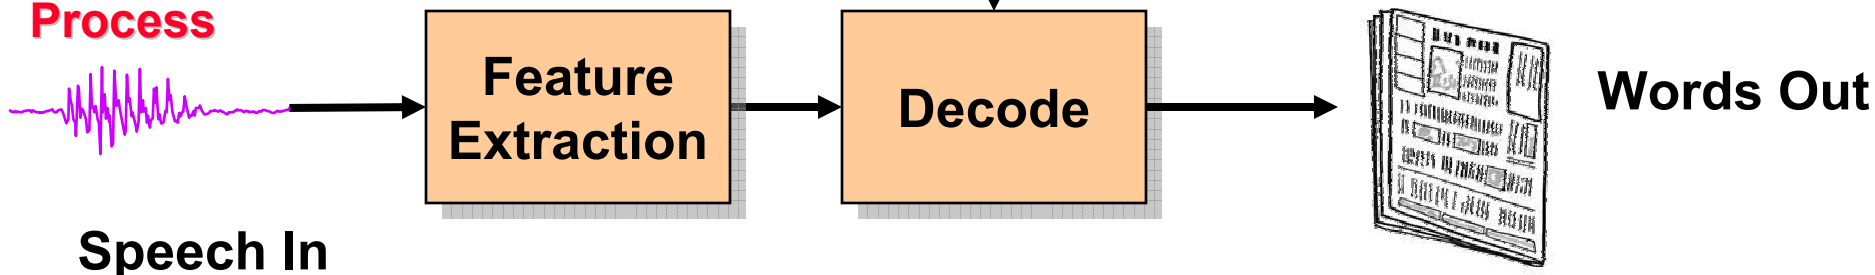 Process
Feature
Extraction
Decode
Words Out
Speech In